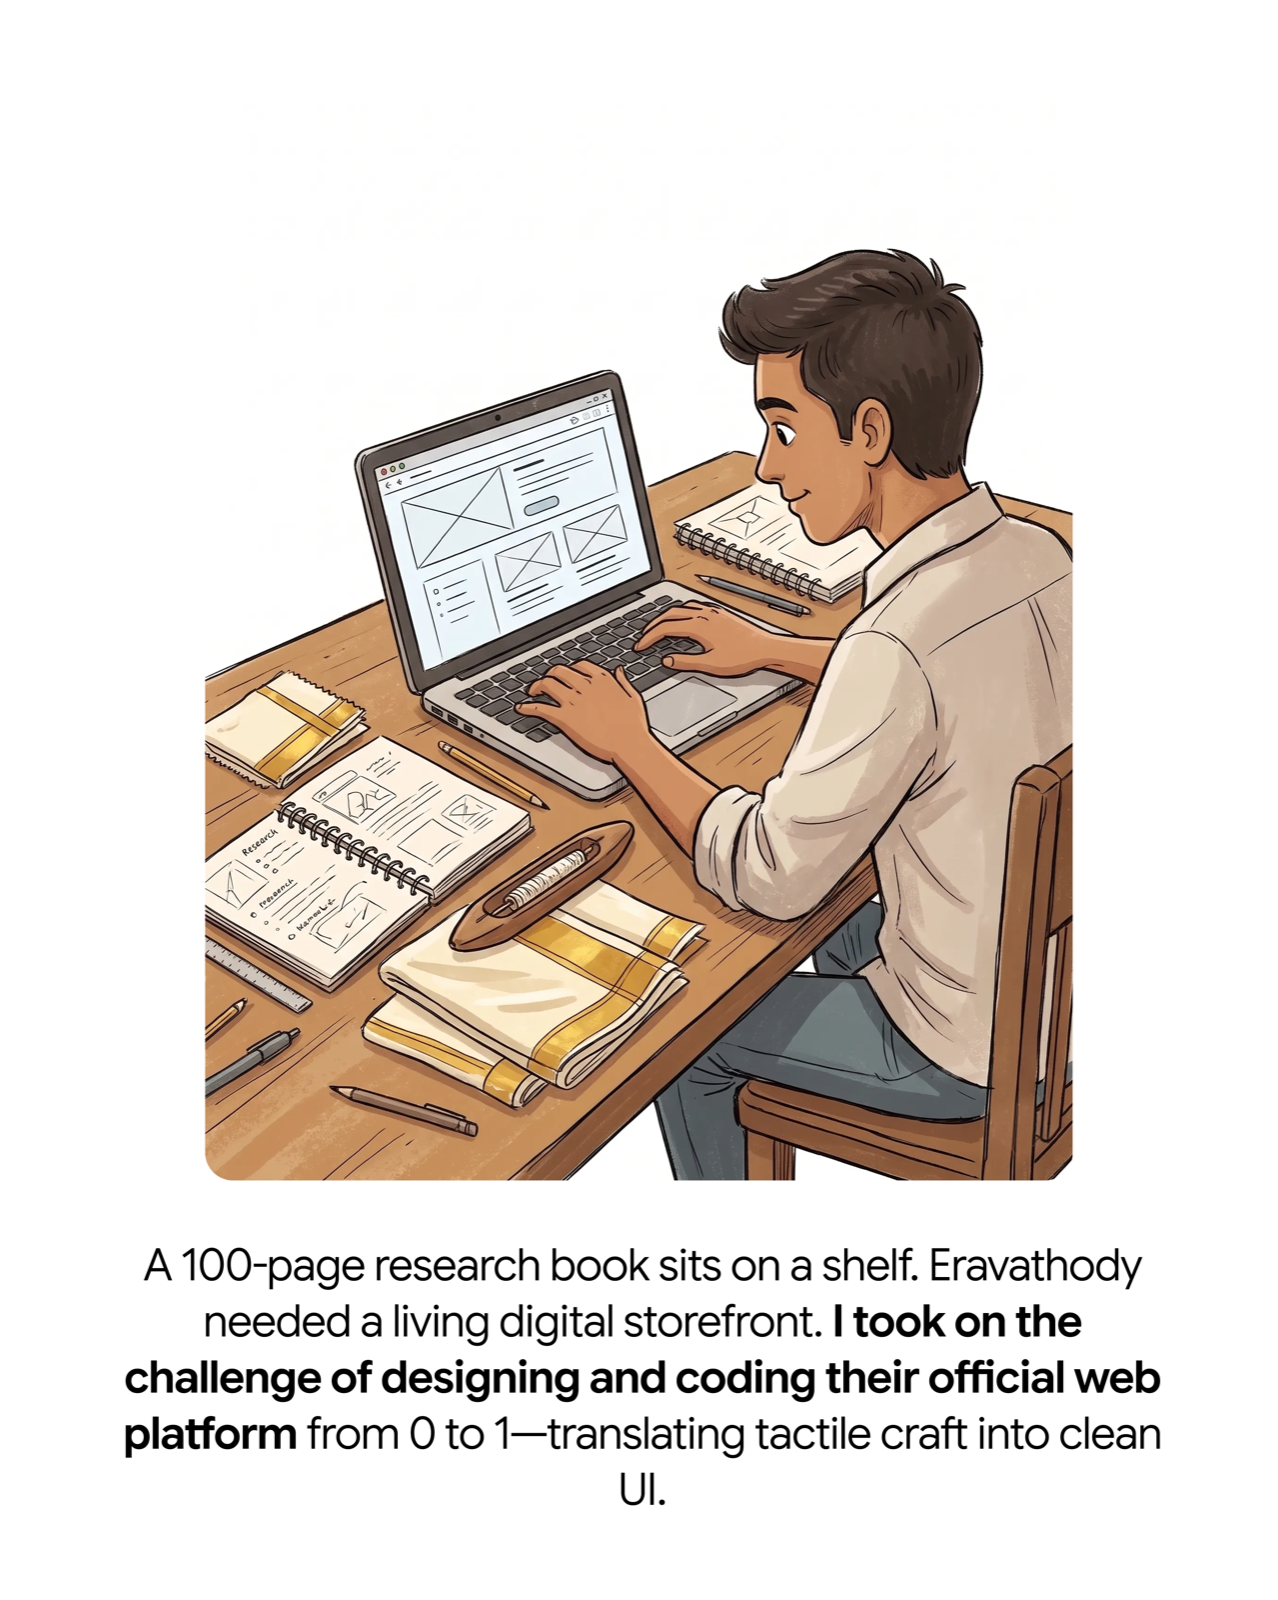 Research
research
A 100-page research book sits on a shelf. Eravathody
needed a living digital storefront. I took on the
challenge of designing and coding their official web
platform from 0 to 1—translating tactile craft into clean
UI.